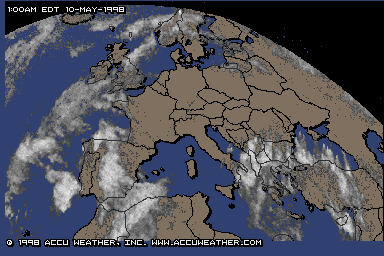 1:00AM EDT 10-MAY-1998
© 1998 ACCU WEATHER, INC. WWW.ACCUWEATHER.COM